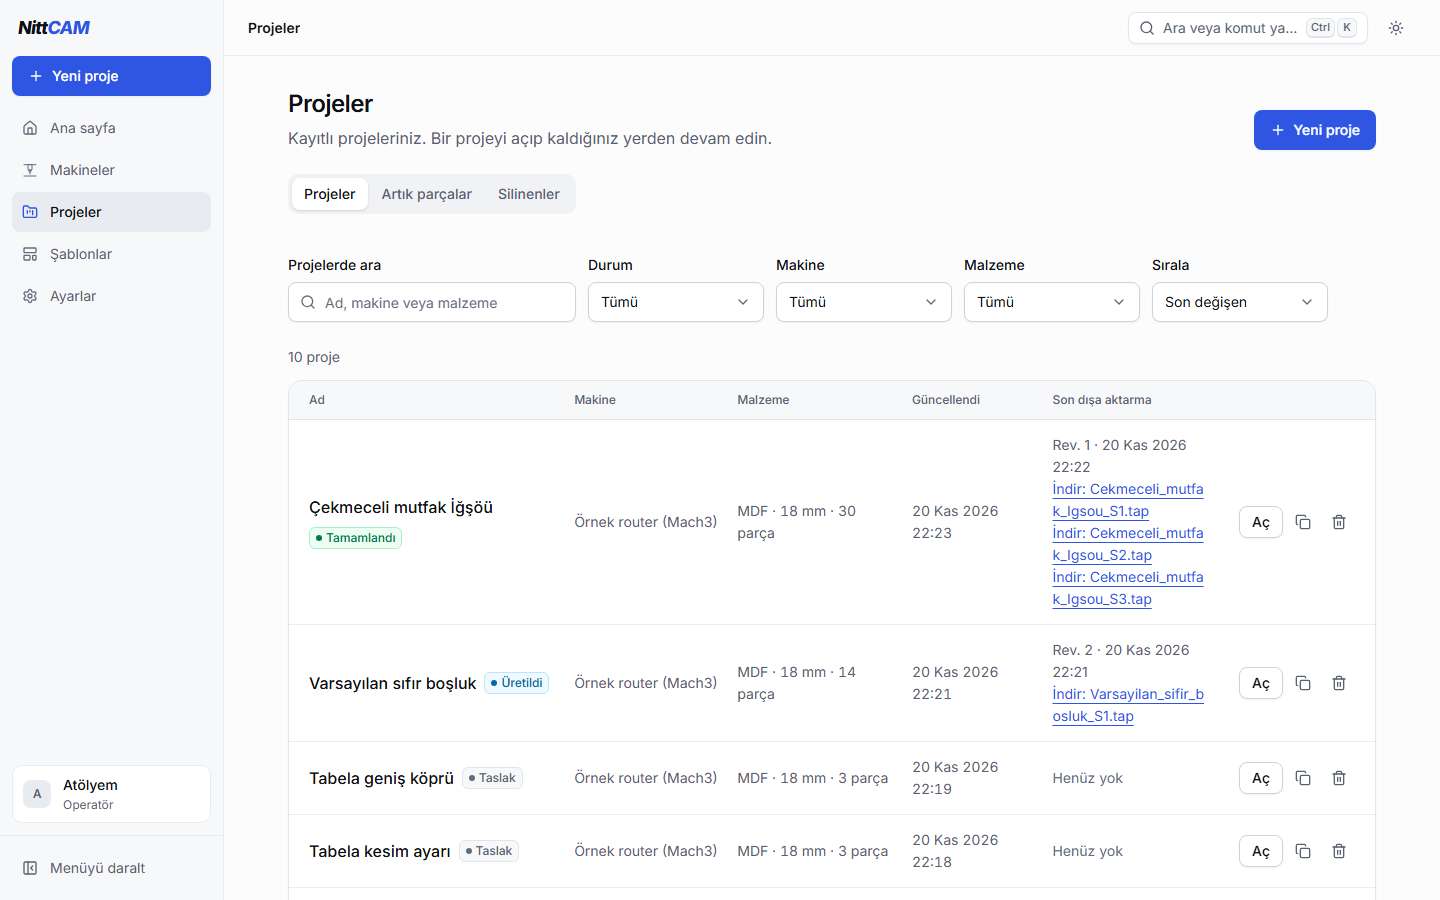 NittCAM
Yeni proje
Ana sayfa
Makineler
Projeler
Şablonlar
Ayarlar
A
Atölyem
Operatör
Menüyü daralt
Projeler
Ara veya komut ya...
Ctrl
K
Projeler
Kayıtlı projeleriniz. Bir projeyi açıp kaldığınız yerden devam edin.
Yeni proje
Projeler
Artık parçalar
Silinenler
Projelerde ara
Durum
Makine
Malzeme
Sırala
Ad, makine veya malzeme
Tümü
Tümü
Tümü
Son değişen
10 proje
Ad
Makine
Malzeme
Güncellendi
Son dışa aktarma
Çekmeceli mutfak İğşöü
Tamamlandı
Örnek router (Mach3)
MDF · 18 mm · 30
parça
20 Kas 2026
22:23
Rev. 1 · 20 Kas 2026
22:22
İndir: Cekmeceli_mutfa
k_Igsou_S1.tap
İndir: Cekmeceli_mutfa
k_Igsou_S2.tap
İndir: Cekmeceli_mutfa
k_Igsou_S3.tap
Aç
Varsayılan sıfır boşluk
Üretildi
Örnek router (Mach3)
MDF · 18 mm · 14
parça
20 Kas 2026
22:21
Rev. 2 · 20 Kas 2026
22:21
İndir: Varsayilan_sifir_b
osluk_S1.tap
Aç
Tabela geniş köprü
Taslak
Örnek router (Mach3)
MDF · 18 mm · 3 parça
20 Kas 2026
22:19
Henüz yok
Aç
Tabela kesim ayarı
Taslak
Örnek router (Mach3)
MDF · 18 mm · 3 parça
20 Kas 2026
22:18
Henüz yok
Aç